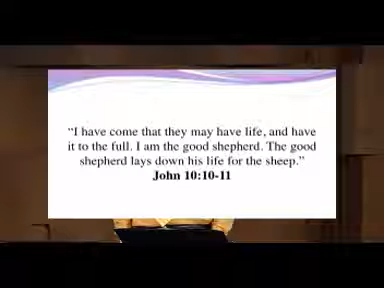 “I have come that they may have life, and have
it to the full. I am the good shepherd. The good
shepherd lays down his life for the sheep.”
John 10:10-11